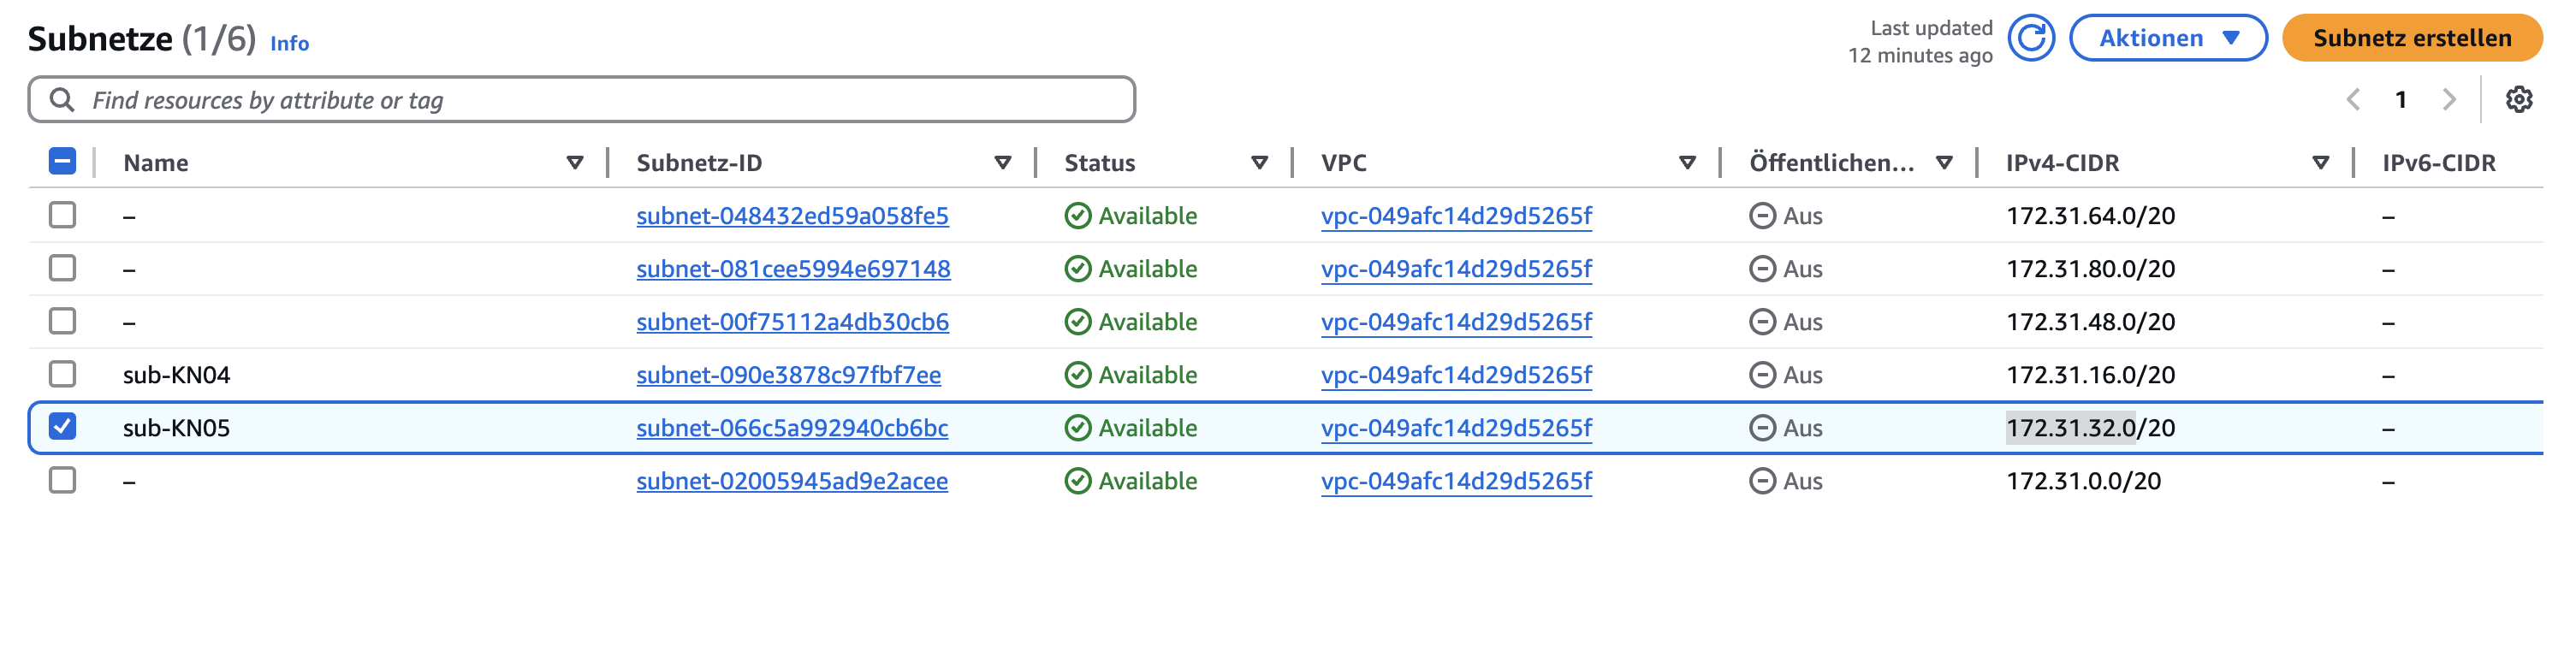 Subnetze (1/6) Info
Last updated
12 minutes ago
Aktionen
Subnetz erstellen
Find resources by attribute or tag
1
Name Subnetz-ID Status VPC Öffentlichen... IPv4-CIDR IPv6-CIDR
– subnet-048432ed59a058fe5 Available vpc-049afc14d29d5265f Aus 172.31.64.0/20 –
– subnet-081cee5994e697148 Available vpc-049afc14d29d5265f Aus 172.31.80.0/20 –
– subnet-00f75112a4db30cb6 Available vpc-049afc14d29d5265f Aus 172.31.48.0/20 –
sub-KN04 subnet-090e3878c97fbf7ee Available vpc-049afc14d29d5265f Aus 172.31.16.0/20 –
sub-KN05 subnet-066c5a992940cb6bc Available vpc-049afc14d29d5265f Aus 172.31.32.0/20 –
– subnet-02005945ad9e2acee Available vpc-049afc14d29d5265f Aus 172.31.0.0/20 –